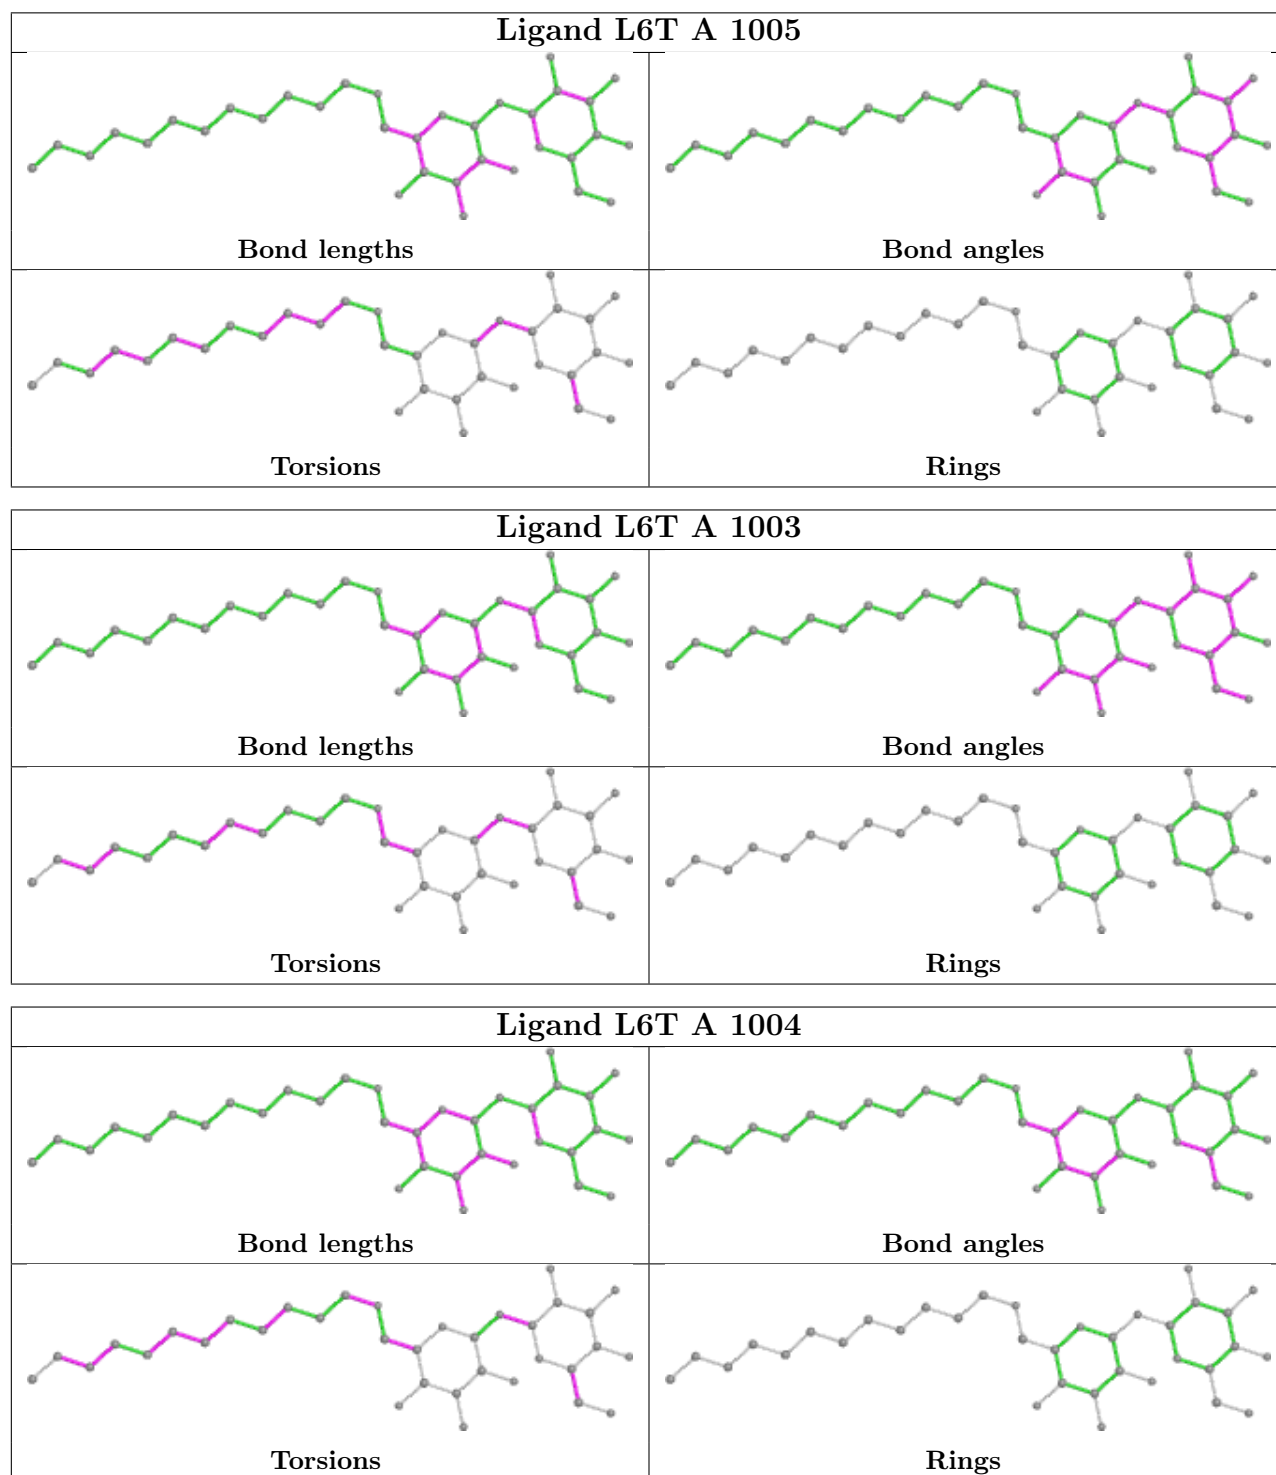 Ligand L6T A 1005
Bond lengths
Bond angles
Torsions
Rings
Ligand L6T A 1003
Bond lengths
Bond angles
Torsions
Rings
Ligand L6T A 1004
Bond lengths
Bond angles
Torsions
Rings